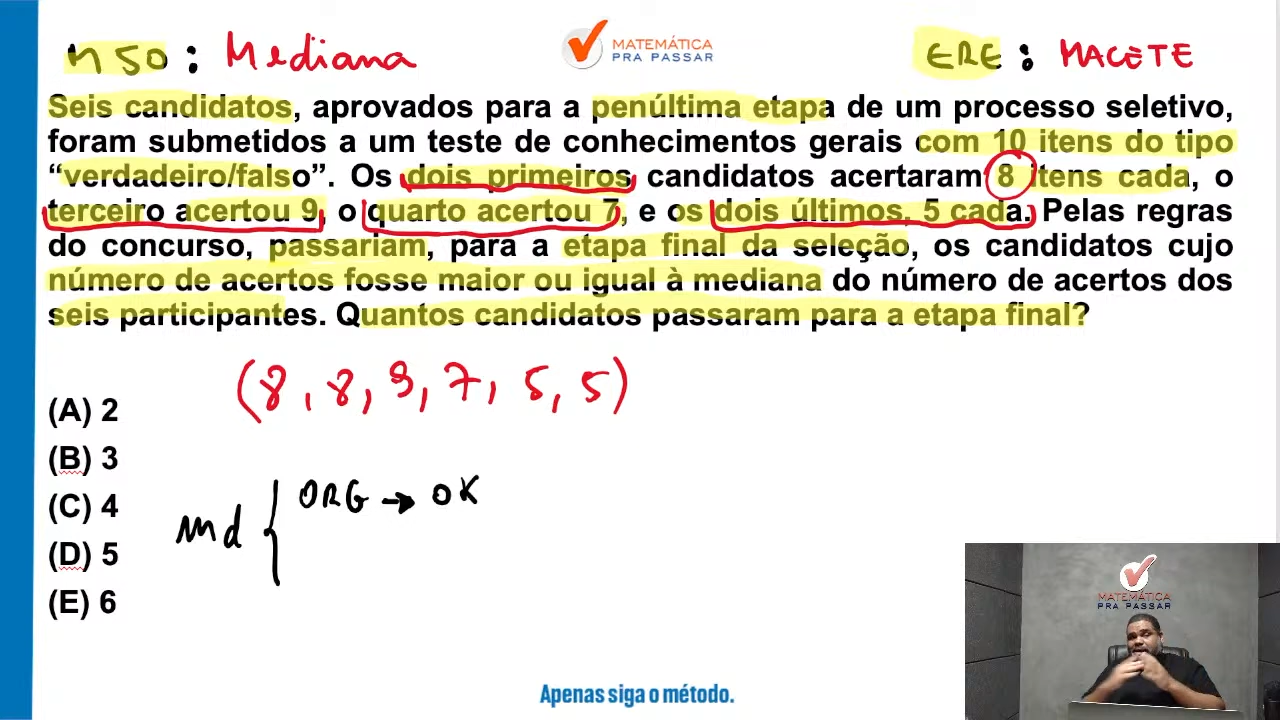 M50 : Mediana
MATEMÁTICA
PRA PASSAR
ERE : MACETE
Seis candidatos, aprovados para a penúltima etapa de um processo seletivo,
foram submetidos a um teste de conhecimentos gerais com 10 itens do tipo
“verdadeiro/falso”. Os dois primeiros candidatos acertaram 8 itens cada, o
terceiro acertou 9, o quarto acertou 7, e os dois últimos, 5 cada. Pelas regras
do concurso, passariam, para a etapa final da seleção, os candidatos cujo
número de acertos fosse maior ou igual à mediana do número de acertos dos
seis participantes. Quantos candidatos passaram para a etapa final?
(8, 8, 9, 7, 5, 5)
(A) 2
(B) 3
(C) 4
(D) 5
(E) 6
md { ORG → OK
MATEMÁTICA
PRA PASSAR
Apenas siga o método.